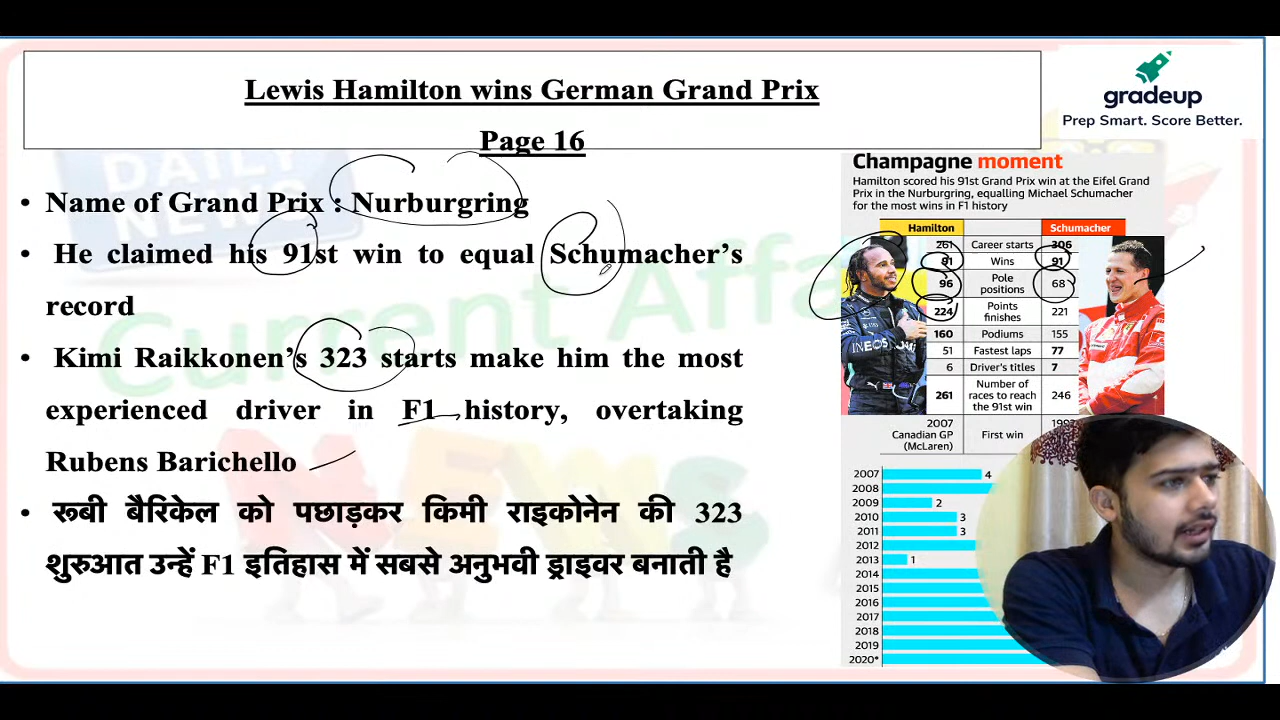 Lewis Hamilton wins German Grand Prix
Page 16
gradeup
Prep Smart. Score Better.
• Name of Grand Prix : Nurburgring
• He claimed his 91st win to equal Schumacher's
record
• Kimi Raikkonen's 323 starts make him the most
experienced driver in F1 history, overtaking
Rubens Barichello
• रूबी बैरिकेल को पछाड़कर किमी राइकोनेन की 323
शुरुआत उन्हें F1 इतिहास में सबसे अनुभवी ड्राइवर बनाती है
DAILY
NEWS
Current Affa
NEWS
Champagne moment
Hamilton scored his 91st Grand Prix win at the Eifel Grand
Prix in the Nurburgring, equalling Michael Schumacher
for the most wins in F1 history
Hamilton Schumacher
261 Career starts 306
91 Wins 91
96 Pole positions 68
224 Points finishes 221
160 Podiums 155
51 Fastest laps 77
6 Driver's titles 7
261 Number of races to reach the 91st win 246
2007 Canadian GP (McLaren) First win
INEOS
2007 4
2008
2009 2
2010 3
2011 3
2012
2013 1
2014
2015
2016
2017
2018
2019
2020*